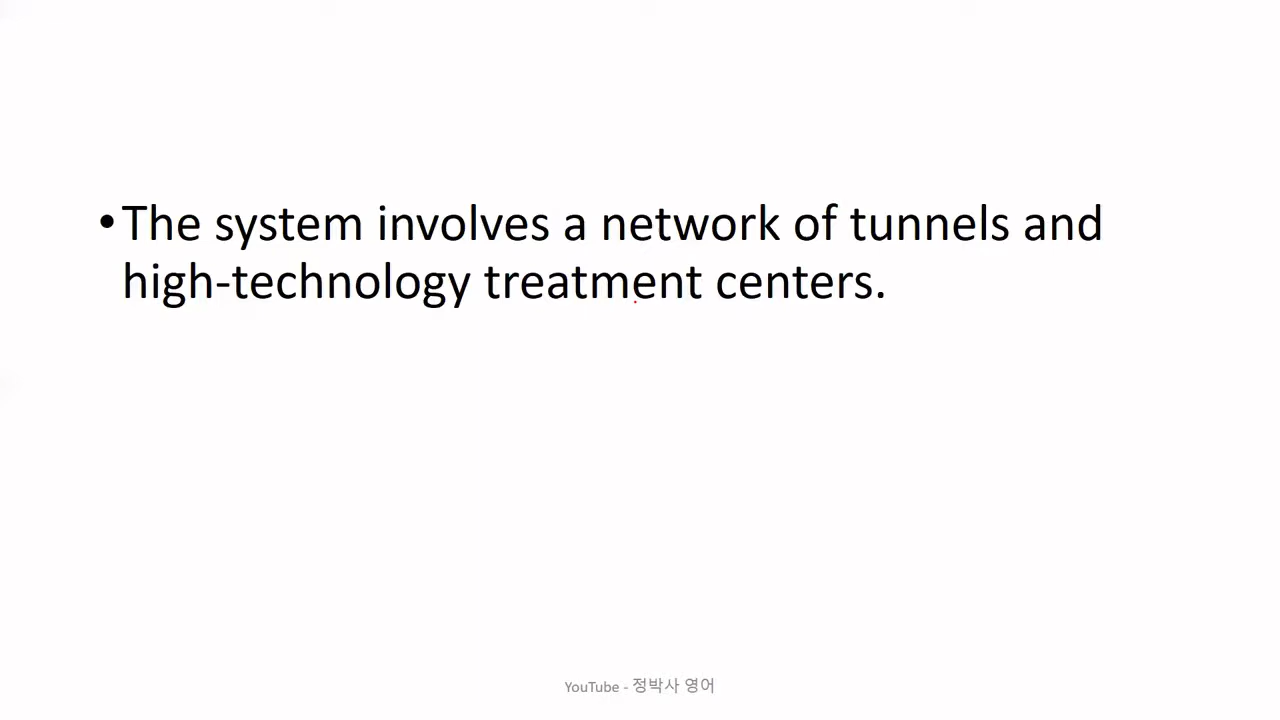 •The system involves a network of tunnels and
high-technology treatment centers.
YouTube - 정박사 영어